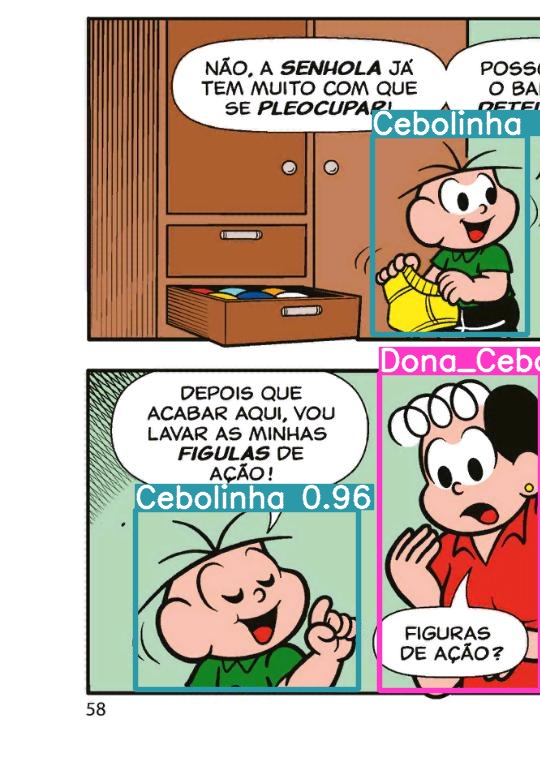 NÃO, A SENHOLA JÁ
TEM MUITO COM QUE
SE PLEOCUPAR!
POSS
O BA
DETE
Cebolinha
Dona_Cebo
DEPOIS QUE
ACABAR AQUI, VOU
LAVAR AS MINHAS
FIGULAS DE
AÇÃO!
Cebolinha 0.96
FIGURAS
DE AÇÃO?
58